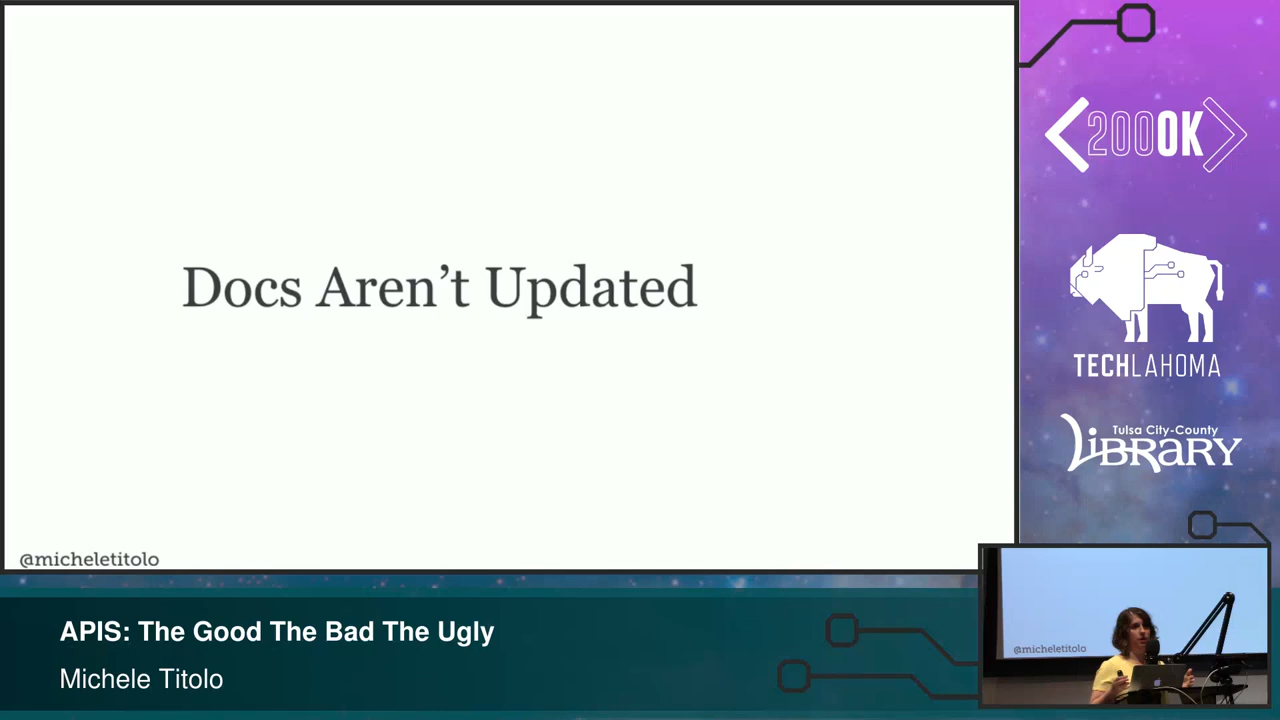 Docs Aren’t Updated
@micheletitolo
APIS: The Good The Bad The Ugly
Michele Titolo
200OK
TECHLAHOMA
Tulsa City-County
LIBRARY
@micheletitolo